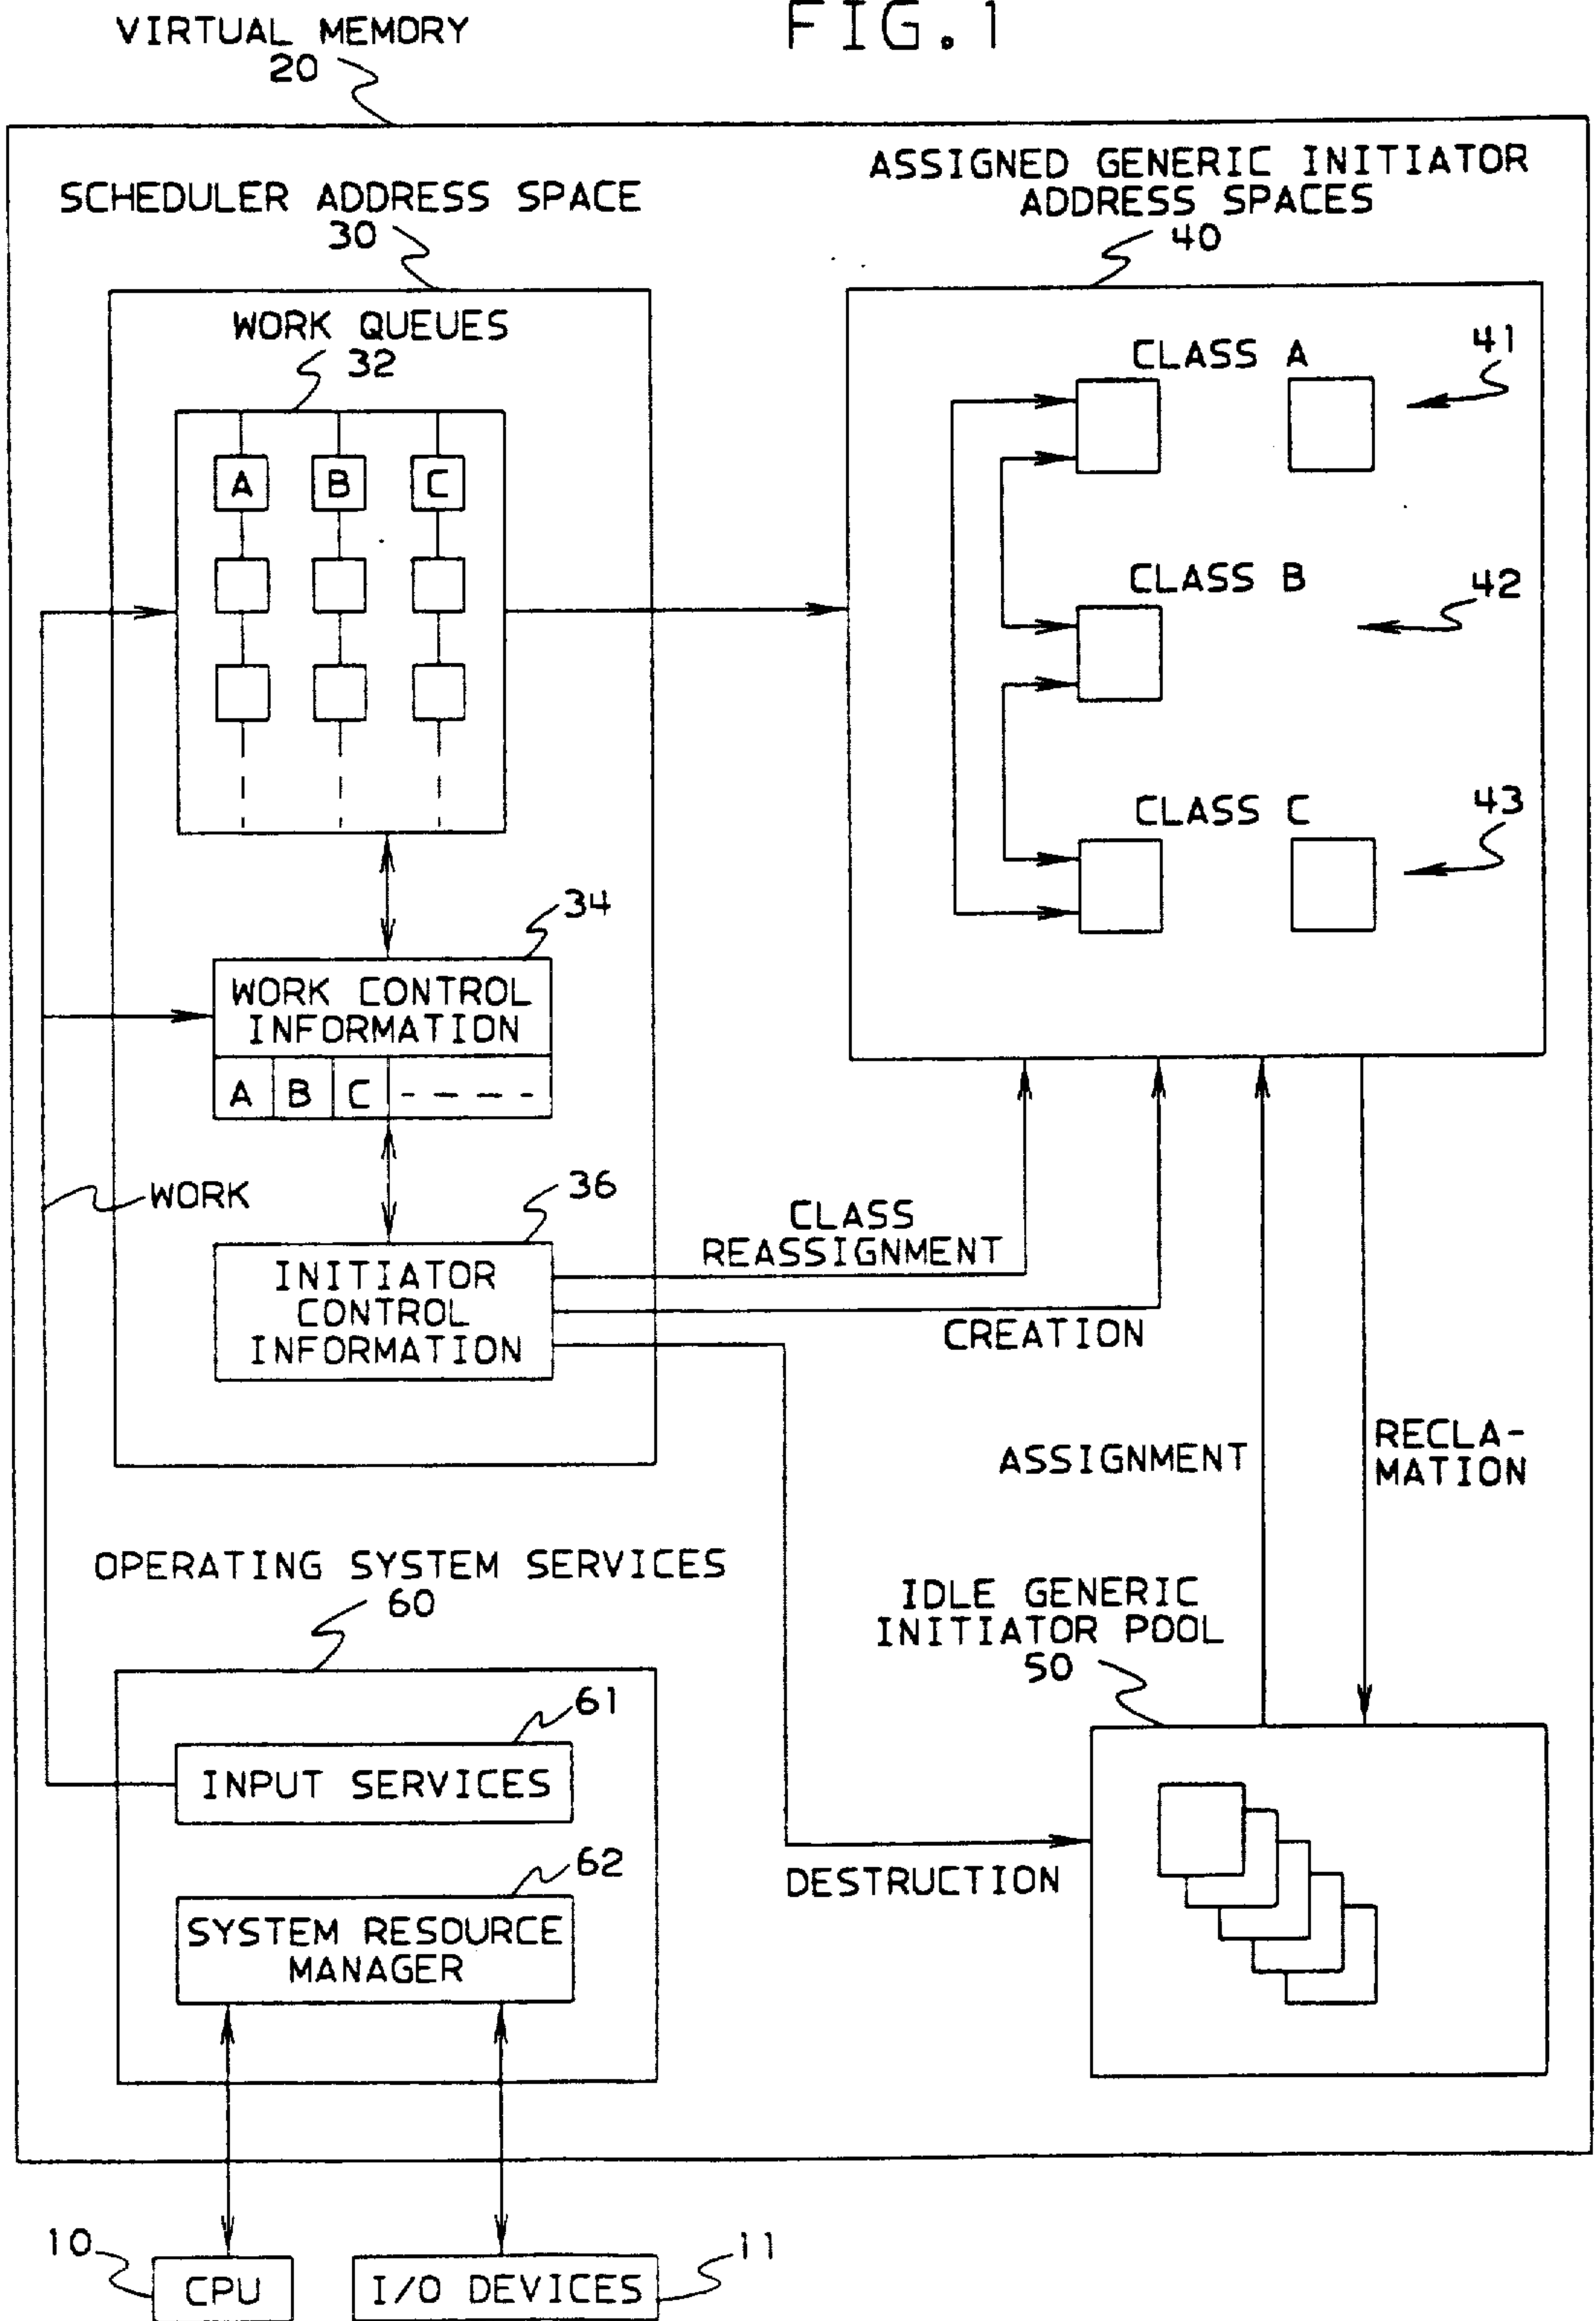 FIG. 1
VIRTUAL MEMORY
20
SCHEDULER ADDRESS SPACE
30
ASSIGNED GENERIC INITIATOR
ADDRESS SPACES
40
WORK QUEUES
32
A B C
CLASS A
41
CLASS B
42
CLASS C
43
34
WORK CONTROL
INFORMATION
A B C - - - -
WORK
36
INITIATOR
CONTROL
INFORMATION
CLASS
REASSIGNMENT
CREATION
ASSIGNMENT
RECLA-
MATION
OPERATING SYSTEM SERVICES
60
61
INPUT SERVICES
62
SYSTEM RESOURCE
MANAGER
IDLE GENERIC
INITIATOR POOL
50
DESTRUCTION
10
CPU
I/O DEVICES
11